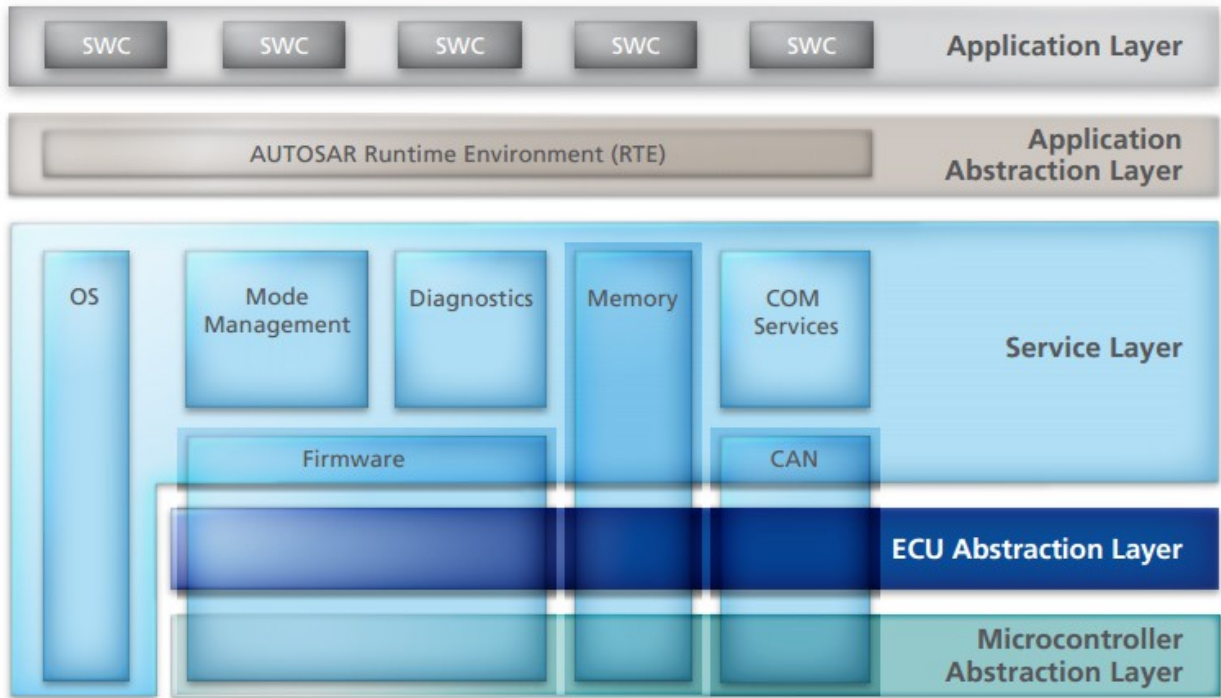 SWC SWC SWC SWC SWC Application Layer
AUTOSAR Runtime Environment (RTE)
Application
Abstraction Layer
OS
Mode
Management
Diagnostics
Memory
COM
Services
Service Layer
Firmware
CAN
ECU Abstraction Layer
Microcontroller
Abstraction Layer